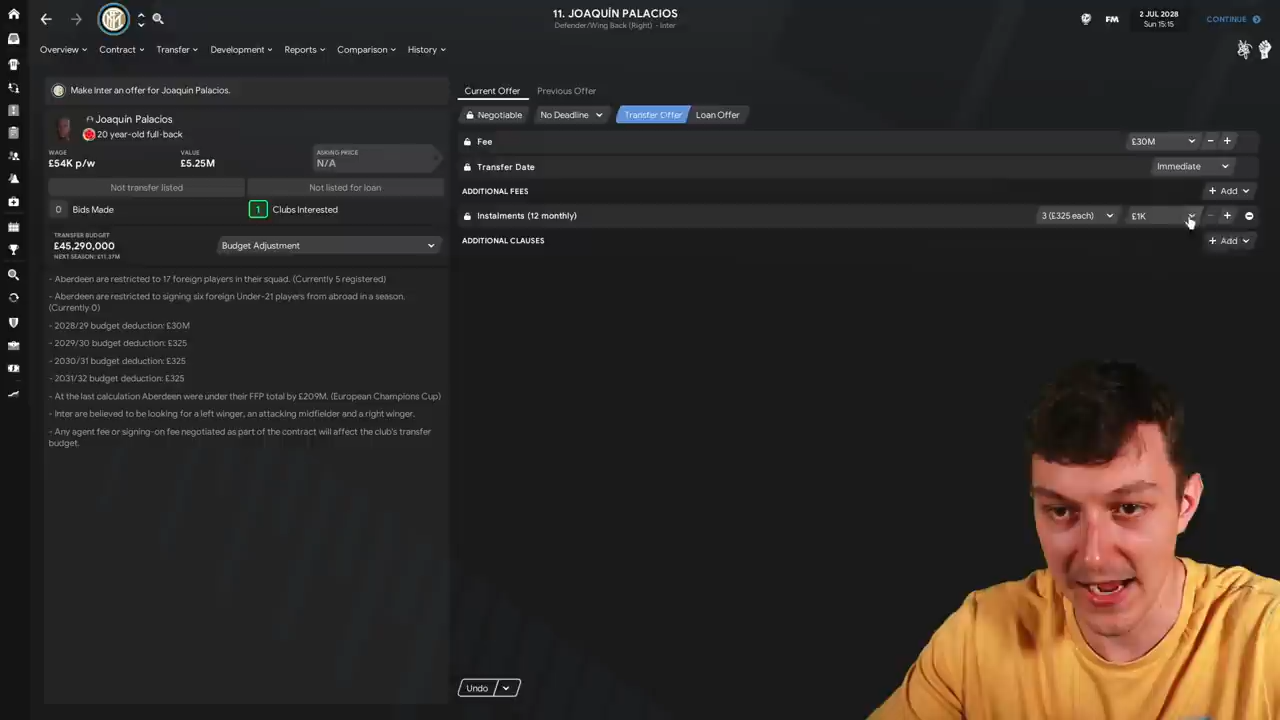 11. JOAQUÍN PALACIOS
Defender/Wing Back (Right) - Inter
FM
2 JUL 2028
Sun 15:15
CONTINUE
Overview
Contract
Transfer
Development
Reports
Comparison
History
Make Inter an offer for Joaquín Palacios.
Joaquín Palacios
20 year-old full-back
WAGE
£54K p/w
VALUE
£5.25M
ASKING PRICE
N/A
Not transfer listed
Not listed for loan
0 Bids Made
1 Clubs Interested
TRANSFER BUDGET
£45,290,000
NEXT SEASON: £11.37M
Budget Adjustment
- Aberdeen are restricted to 17 foreign players in their squad. (Currently 5 registered)
- Aberdeen are restricted to signing six foreign Under-21 players from abroad in a season.
(Currently 0)
- 2028/29 budget deduction: £30M
- 2029/30 budget deduction: £325
- 2030/31 budget deduction: £325
- 2031/32 budget deduction: £325
- At the last calculation Aberdeen were under their FFP total by £209M. (European Champions Cup)
- Inter are believed to be looking for a left winger, an attacking midfielder and a right winger.
- Any agent fee or signing-on fee negotiated as part of the contract will affect the club's transfer
budget.
Current Offer
Previous Offer
Negotiable
No Deadline
Transfer Offer
Loan Offer
Fee
£30M
Transfer Date
Immediate
ADDITIONAL FEES
+ Add
Instalments (12 monthly)
3 (£325 each)
£1K
ADDITIONAL CLAUSES
+ Add
Undo